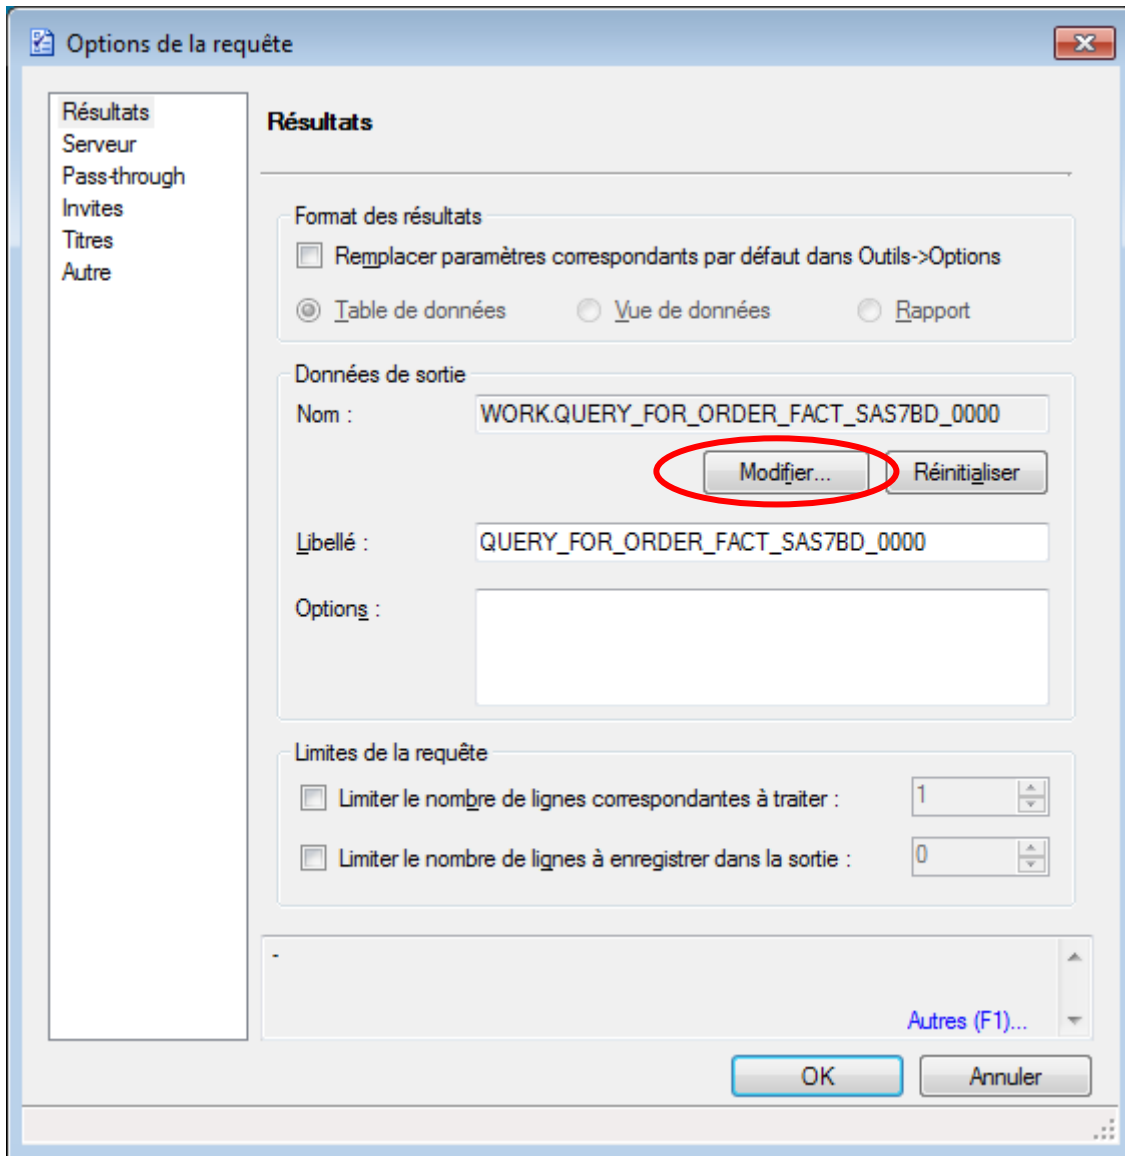 Options de la requête
Résultats
Serveur
Pass-through
Invites
Titres
Autre
Résultats
Format des résultats
Remplacer paramètres correspondants par défaut dans Outils->Options
Table de données Vue de données Rapport
Données de sortie
Nom : WORK.QUERY_FOR_ORDER_FACT_SAS7BD_0000
Modifier... Réinitialiser
Libellé : QUERY_FOR_ORDER_FACT_SAS7BD_0000
Options :
Limites de la requête
Limiter le nombre de lignes correspondantes à traiter : 1
Limiter le nombre de lignes à enregistrer dans la sortie : 0
-
Autres (F1)...
OK Annuler